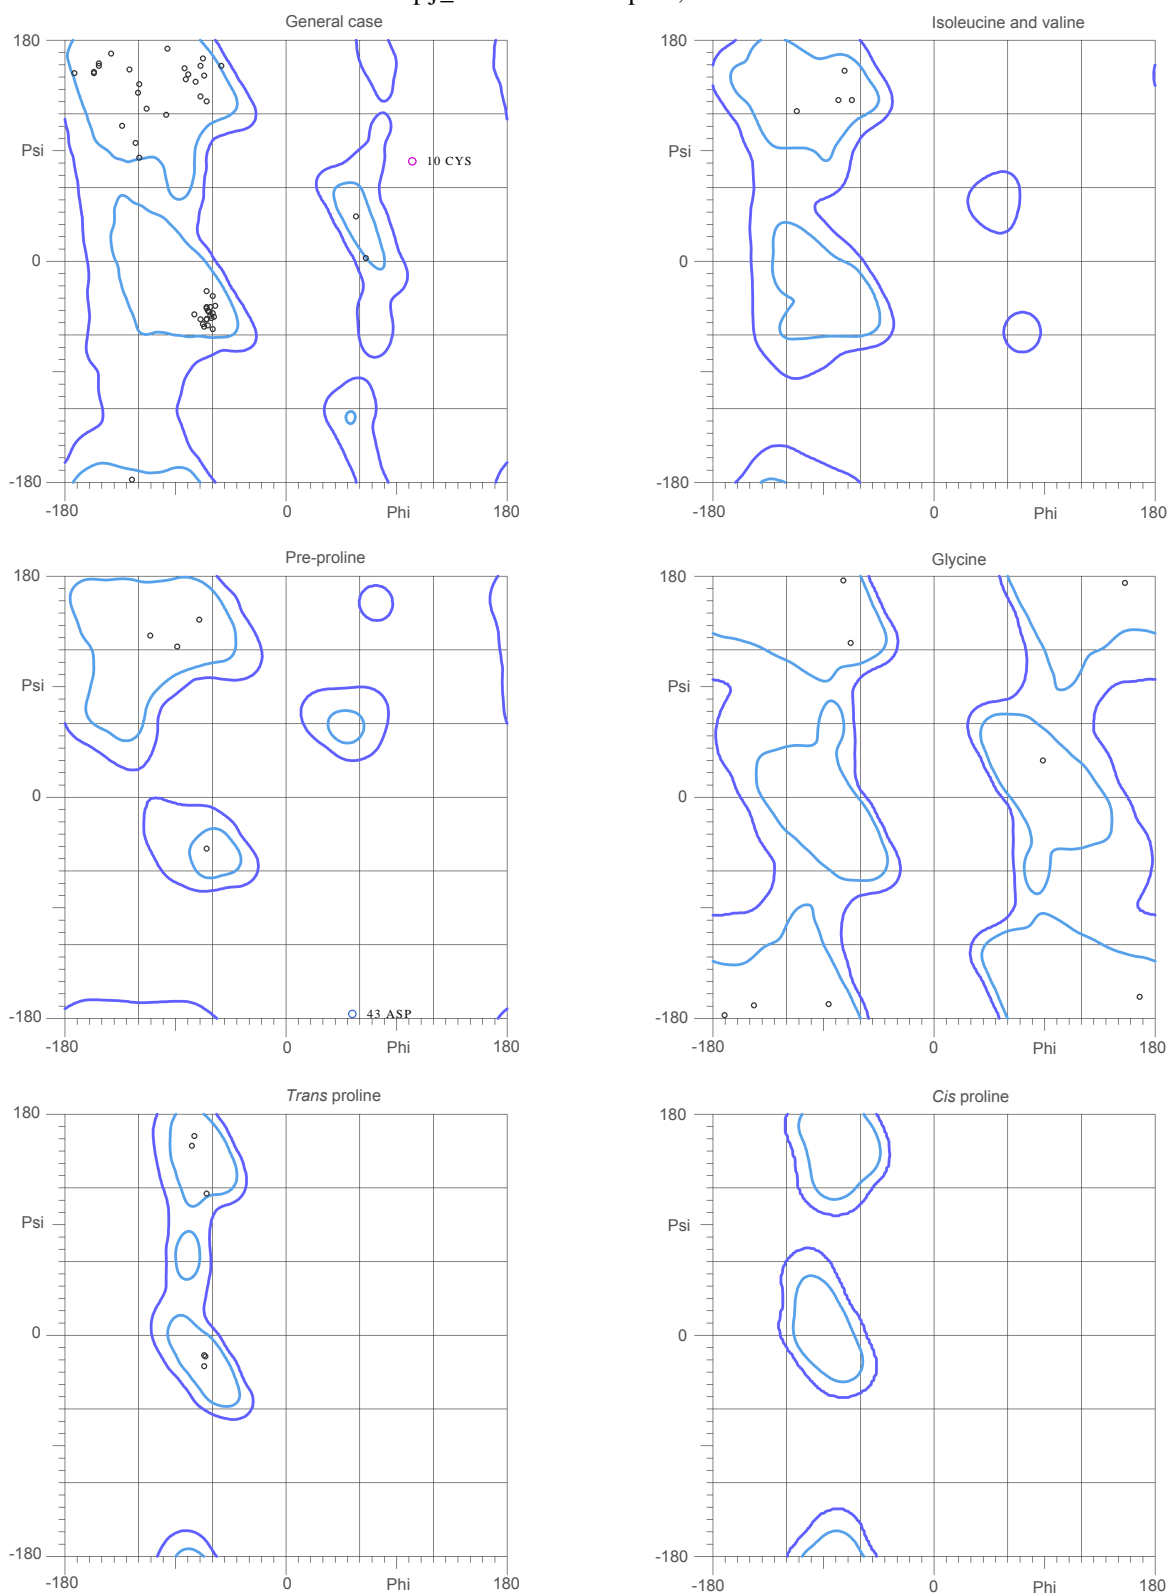 General case
Isoleucine and valine
180
180
10 CYS
Psi
Psi
0
0
-180
-180
-180
0
Phi
180
-180
0
Phi
180
Pre-proline
Glycine
180
180
Psi
Psi
0
0
43 ASP
-180
-180
-180
0
Phi
180
-180
0
Phi
180
Trans proline
Cis proline
180
180
Psi
Psi
0
0
-180
-180
-180
0
Phi
180
-180
0
Phi
180